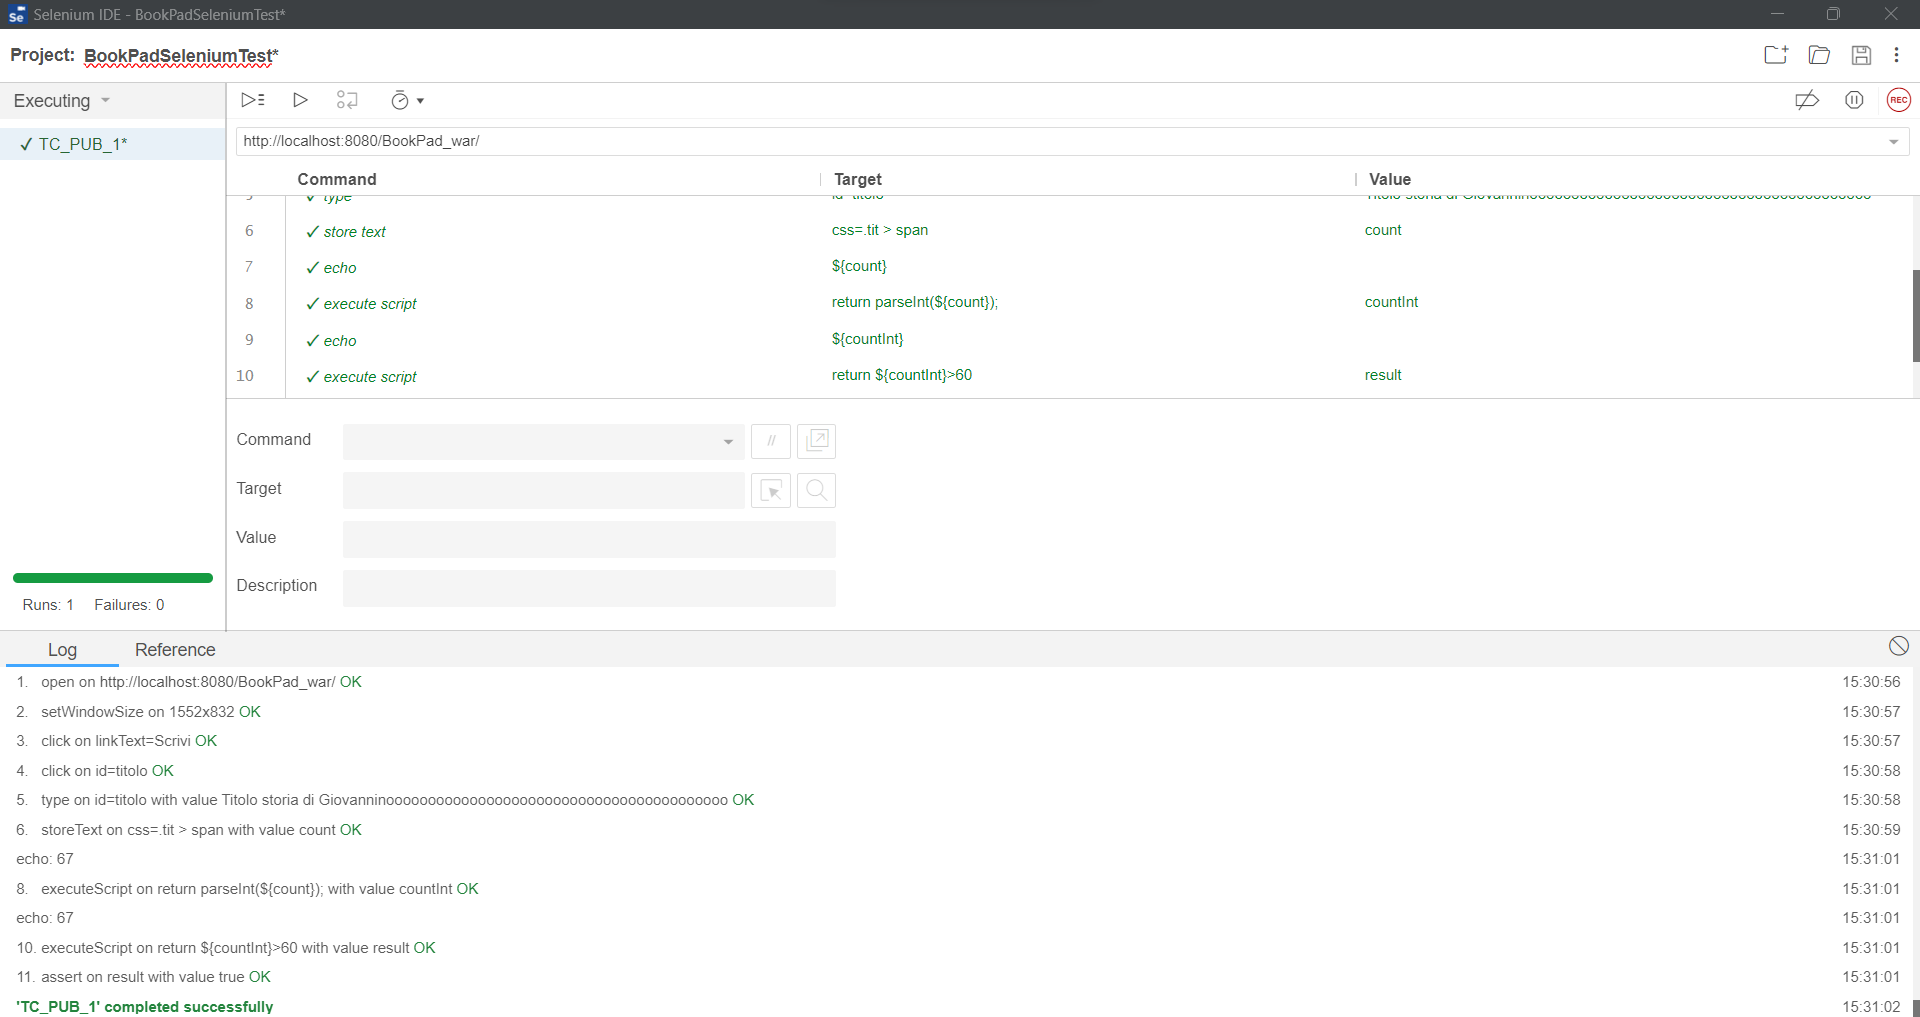 Selenium IDE - BookPadSeleniumTest*
Project: BookPadSeleniumTest*
Executing
REC
✓ TC_PUB_1*
http://localhost:8080/BookPad_war/
Command Target Value
5 ✓ type id=titolo
6 ✓ store text css=.tit > span count
7 ✓ echo ${count}
8 ✓ execute script return parseInt(${count}); countInt
9 ✓ echo ${countInt}
10 ✓ execute script return ${countInt}>60 result
Command //
Target
Value
Description
Runs: 1 Failures: 0
Log Reference
1. open on http://localhost:8080/BookPad_war/ OK 15:30:56
2. setWindowSize on 1552x832 OK 15:30:57
3. click on linkText=Scrivi OK 15:30:57
4. click on id=titolo OK 15:30:58
5. type on id=titolo with value Titolo storia di Giovanninooooooooooooooooooooooooooooooooooooooooo OK 15:30:58
6. storeText on css=.tit > span with value count OK 15:30:59
echo: 67 15:31:01
8. executeScript on return parseInt(${count}); with value countInt OK 15:31:01
echo: 67 15:31:01
10. executeScript on return ${countInt}>60 with value result OK 15:31:01
11. assert on result with value true OK 15:31:01
'TC_PUB_1' completed successfully 15:31:02